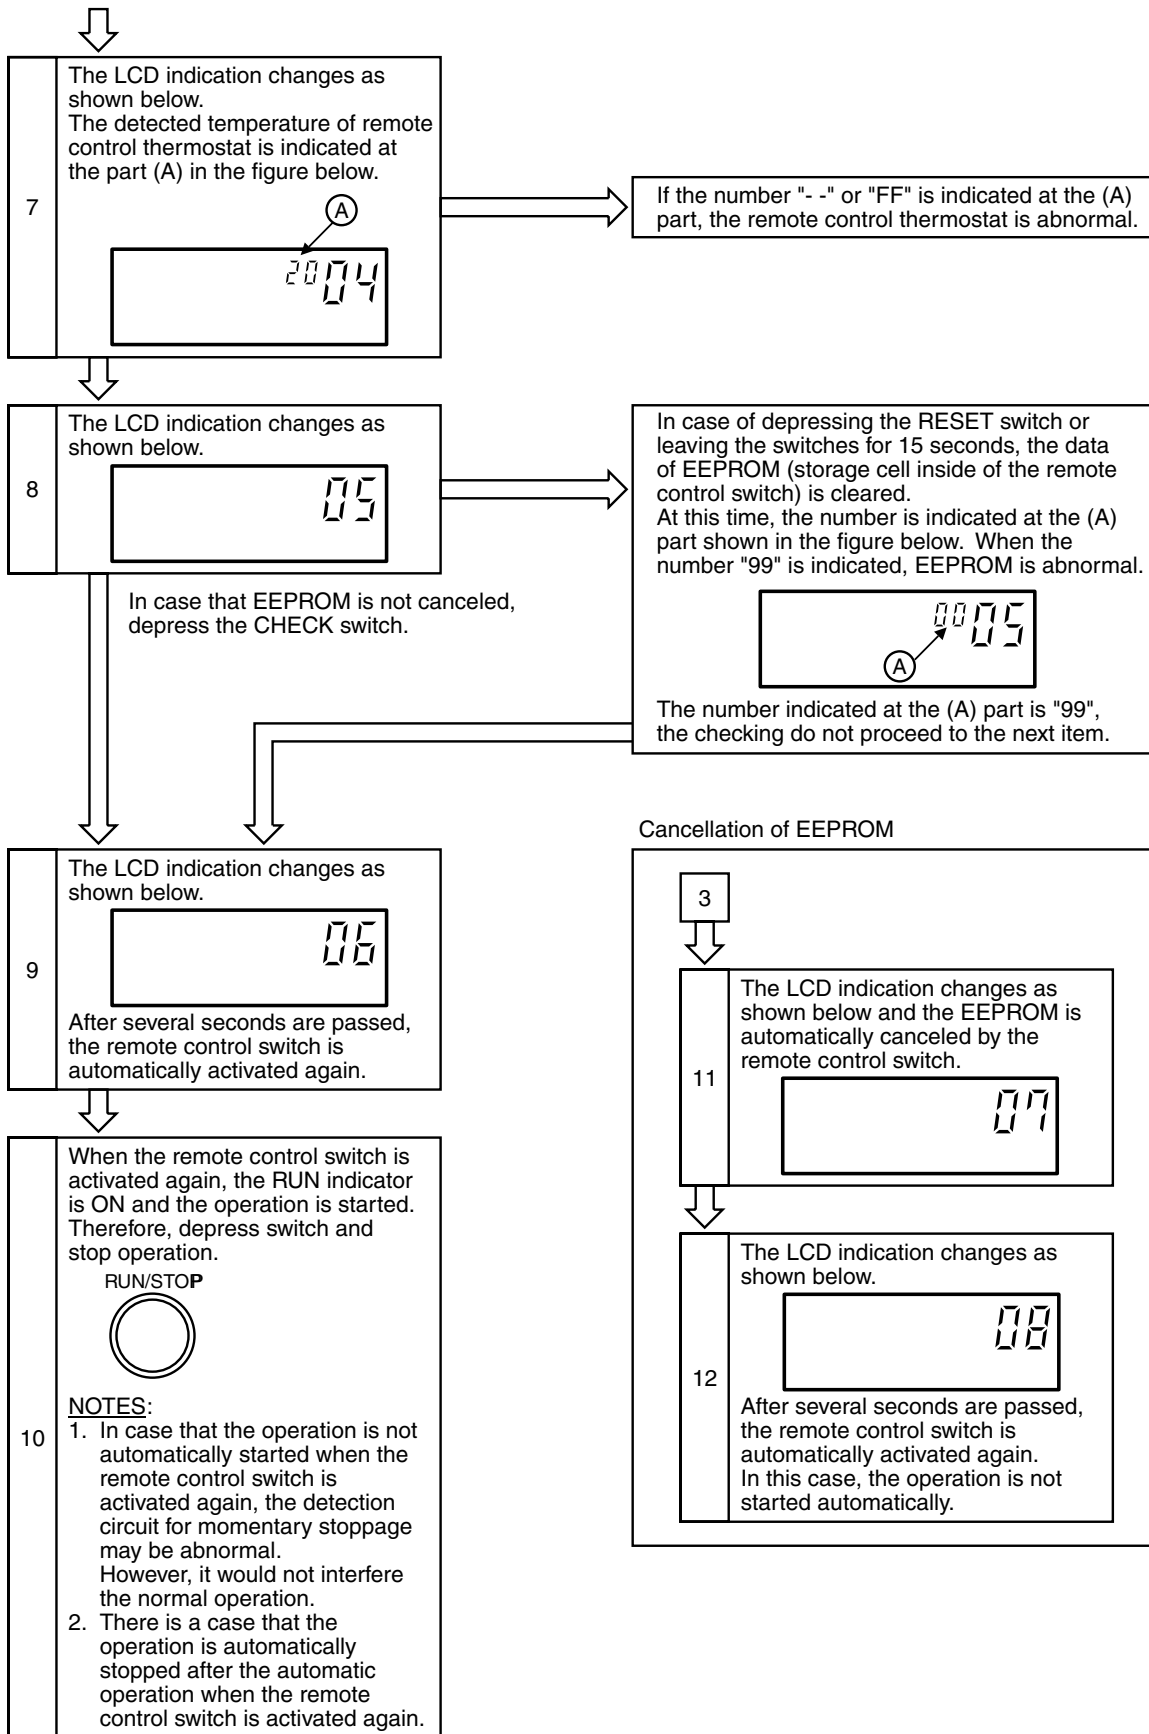 7
The LCD indication changes as
shown below.
The detected temperature of remote
control thermostat is indicated at
the part (A) in the figure below.
A
20 04
If the number "- -" or "FF" is indicated at the (A)
part, the remote control thermostat is abnormal.
8
The LCD indication changes as
shown below.
05
In case that EEPROM is not canceled,
depress the CHECK switch.
In case of depressing the RESET switch or
leaving the switches for 15 seconds, the data
of EEPROM (storage cell inside of the remote
control switch) is cleared.
At this time, the number is indicated at the (A)
part shown in the figure below.  When the
number "99" is indicated, EEPROM is abnormal.
00 05
A
The number indicated at the (A) part is "99",
the checking do not proceed to the next item.
9
The LCD indication changes as
shown below.
06
After several seconds are passed,
the remote control switch is
automatically activated again.
10
When the remote control switch is
activated again, the RUN indicator
is ON and the operation is started.
Therefore, depress switch and
stop operation.
RUN/STOP
NOTES:
1. In case that the operation is not
automatically started when the
remote control switch is
activated again, the detection
circuit for momentary stoppage
may be abnormal.
However, it would not interfere
the normal operation.
2. There is a case that the
operation is automatically
stopped after the automatic
operation when the remote
control switch is activated again.
Cancellation of EEPROM
3
11
The LCD indication changes as
shown below and the EEPROM is
automatically canceled by the
remote control switch.
07
12
The LCD indication changes as
shown below.
08
After several seconds are passed,
the remote control switch is
automatically activated again.
In this case, the operation is not
started automatically.